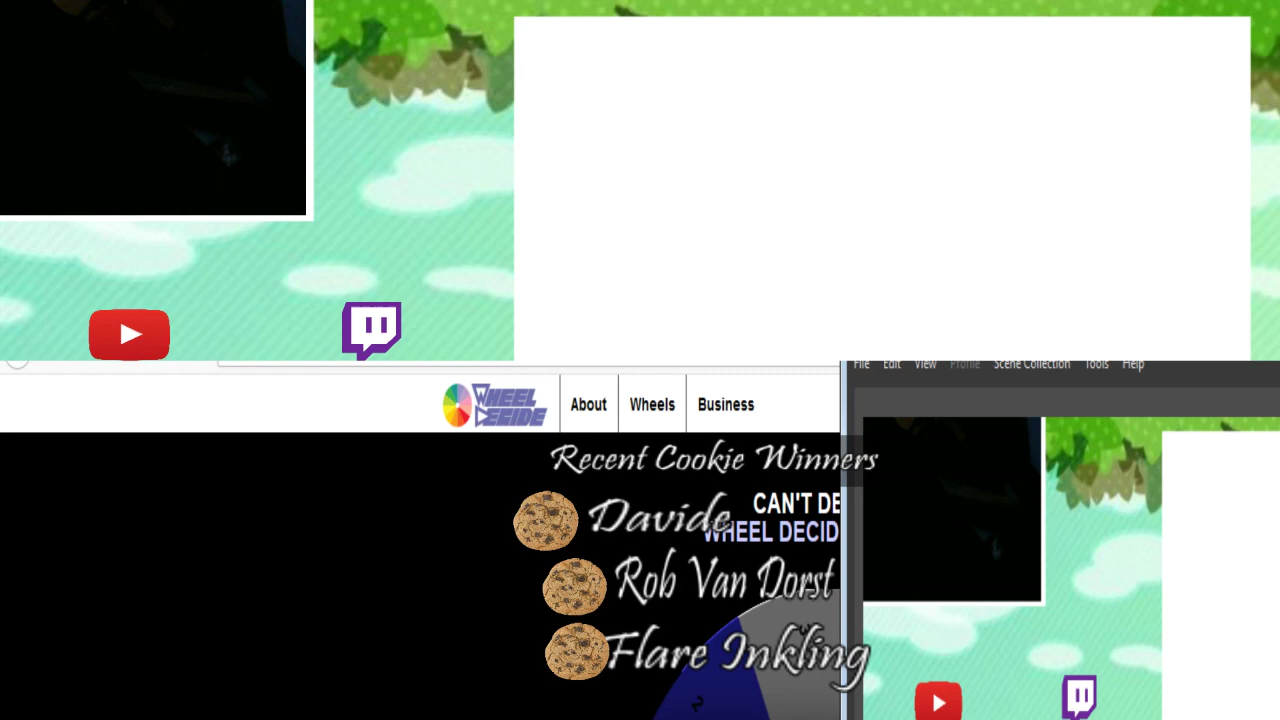 File Edit View Profile Scene Collection Tools Help
WHEEL DECIDE
About Wheels Business
Recent Cookie Winners
Davide
CAN'T DE
WHEEL DECID
Rob Van Dorst
Flare Inkling
2